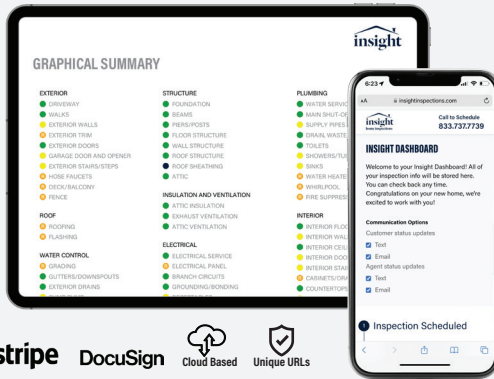 insight
GRAPHICAL SUMMARY
EXTERIOR
DRIVEWAY
WALKS
EXTERIOR WALLS
EXTERIOR TRIM
EXTERIOR DOORS
GARAGE DOOR AND OPENER
EXTERIOR STAIRS/STEPS
HOSE FAUCETS
DECK/BALCONY
FENCE
ROOF
ROOFING
FLASHING
WATER CONTROL
GRADING
GUTTERS/DOWNSPOUTS
EXTERIOR DRAINS
STRUCTURE
FOUNDATION
BEAMS
PIERS/POSTS
FLOOR STRUCTURE
WALL STRUCTURE
ROOF STRUCTURE
ROOF SHEATHING
ATTIC
INSULATION AND VENTILATION
ATTIC INSULATION
EXHAUST VENTILATION
ATTIC VENTILATION
ELECTRICAL
ELECTRICAL SERVICE
ELECTRICAL PANEL
BRANCH CIRCUITS
GROUNDING/BONDING
PLUMBING
WATER SERVIC
MAIN SHUT-OF
SUPPLY PIPES
DRAIN WASTE
TOILETS
SHOWERS/TU
SINKS
WATER HEATE
WHIRLPOOL
FIRE SUPPRES
INTERIOR
INTERIOR FLOO
INTERIOR WAL
INTERIOR CEIL
INTERIOR DOO
INTERIOR STAI
CABINETS/DRA
COUNTERTOPS
6:23
AA insightinspections.com
insight
Call to Schedule
833.737.7739
INSIGHT DASHBOARD
Welcome to your Insight Dashboard! All of
your inspection info will be stored here.
You can check back any time.
Congratulations on your new home, we're
excited to work with you!
Communication Options
Customer status updates
Text
Email
Agent status updates
Text
Email
1 Inspection Scheduled
stripe
DocuSign
Cloud Based
Unique URLs